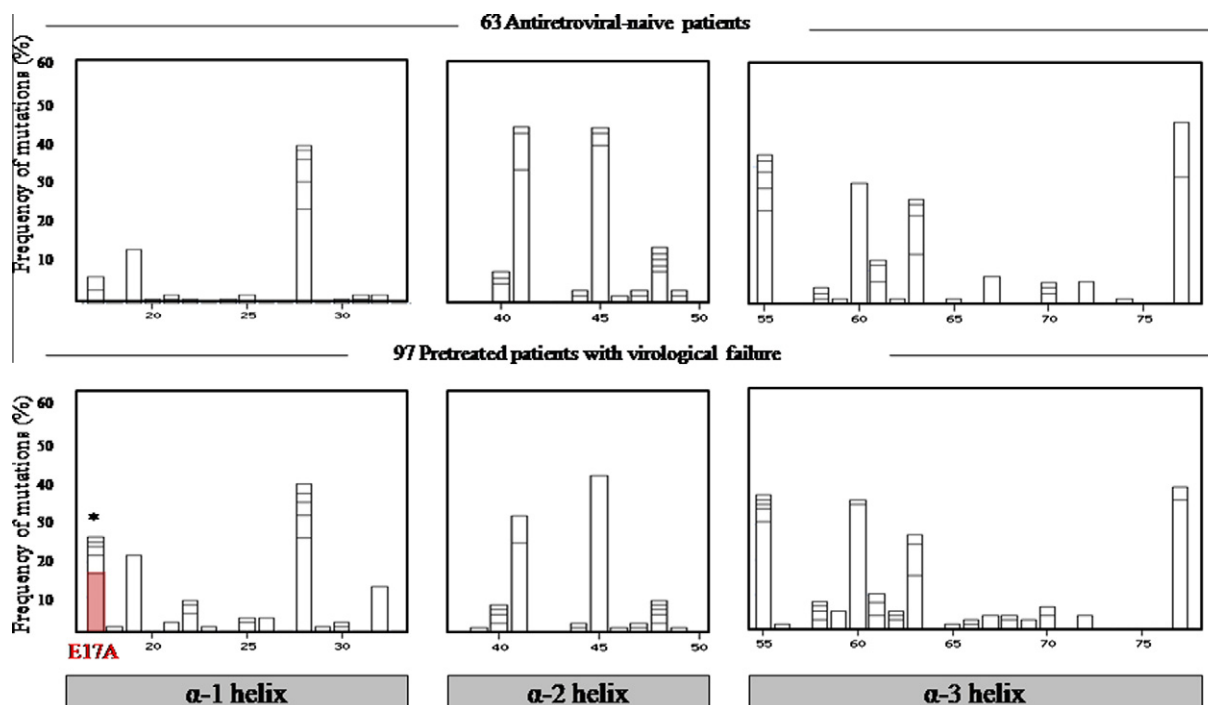 63 Antiretroviral-naive patients
Frequency of mutations (%)
60
50
40
30
20
10
20 25 30
40 45 50
55 60 65 70 75
97 Pretreated patients with virological failure
Frequency of mutations (%)
60
50
40
30
20
10
*
E17A
20 25 30
40 45 50
55 60 65 70 75
α-1 helix
α-2 helix
α-3 helix